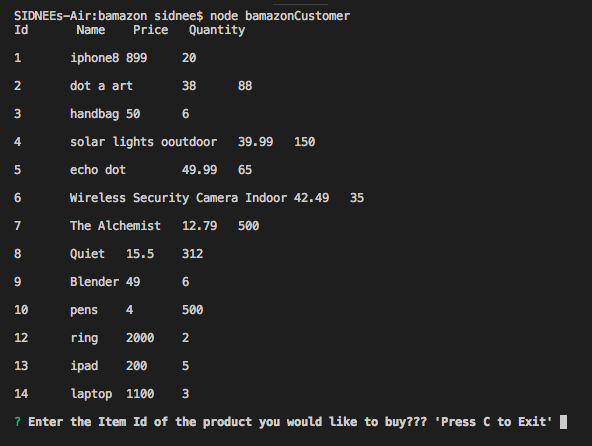 SIDNEEs-Air:bamazon sidnee$ node bamazonCustomer
Id Name Price Quantity
1 iphone8 899 20
2 dot a art 38 88
3 handbag 50 6
4 solar lights ooutdoor 39.99 150
5 echo dot 49.99 65
6 Wireless Security Camera Indoor 42.49 35
7 The Alchemist 12.79 500
8 Quiet 15.5 312
9 Blender 49 6
10 pens 4 500
12 ring 2000 2
13 ipad 200 5
14 laptop 1100 3
? Enter the Item Id of the product you would like to buy??? 'Press C to Exit'